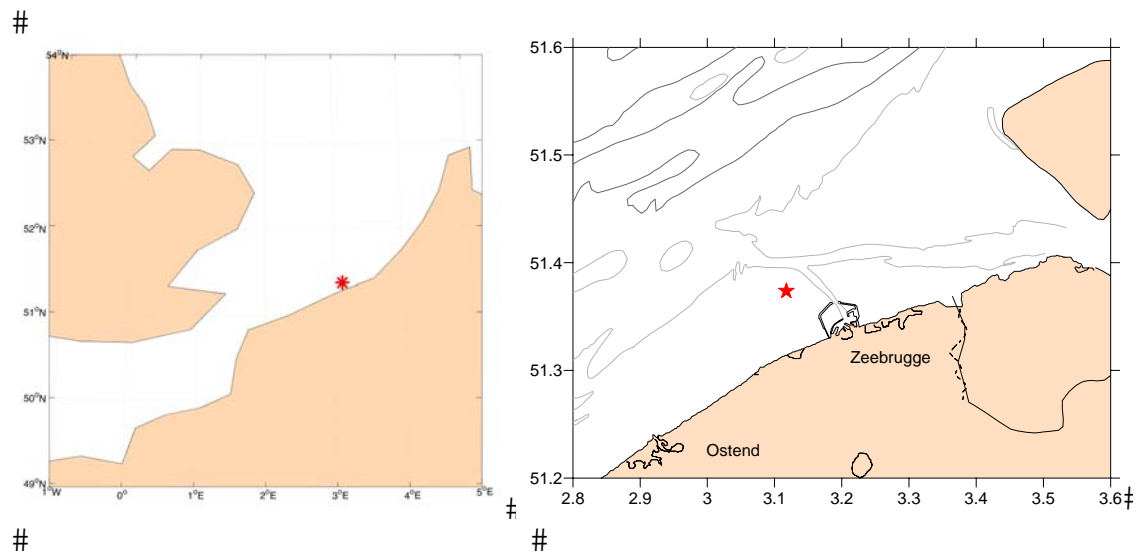 #
54°N
53°N
52°N
51°N
50°N
49°N
1°W 0° 1°E 2°E 3°E 4°E 5°E
#
#
51.6
51.5
51.4
51.3
51.2
2.8 2.9 3 3.1 3.2 3.3 3.4 3.5 3.6
Zeebrugge
Ostend
#
#